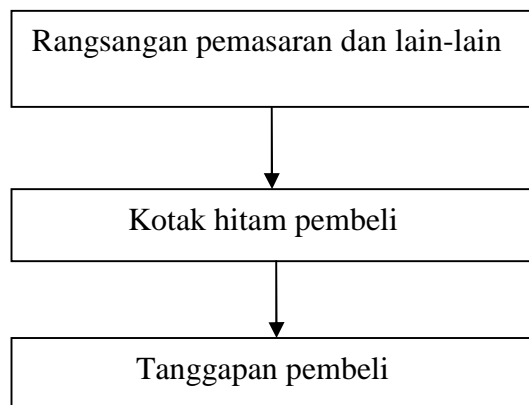 Rangsangan pemasaran dan lain-lain
Kotak hitam pembeli
Tanggapan pembeli